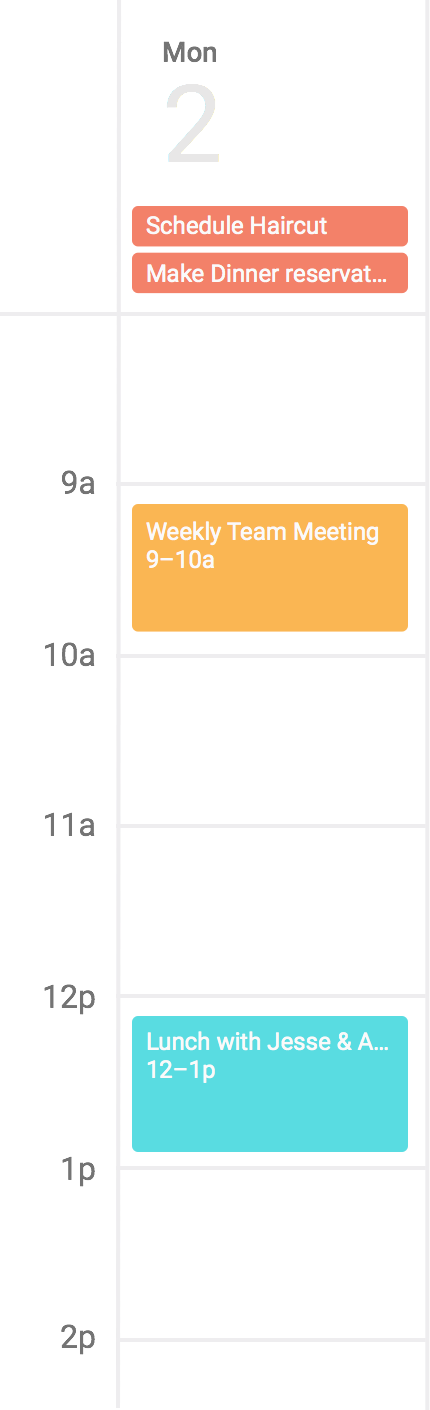 Mon
2
Schedule Haircut
Make Dinner reservat...
9a
Weekly Team Meeting
9–10a
10a
11a
12p
Lunch with Jesse & A...
12–1p
1p
2p